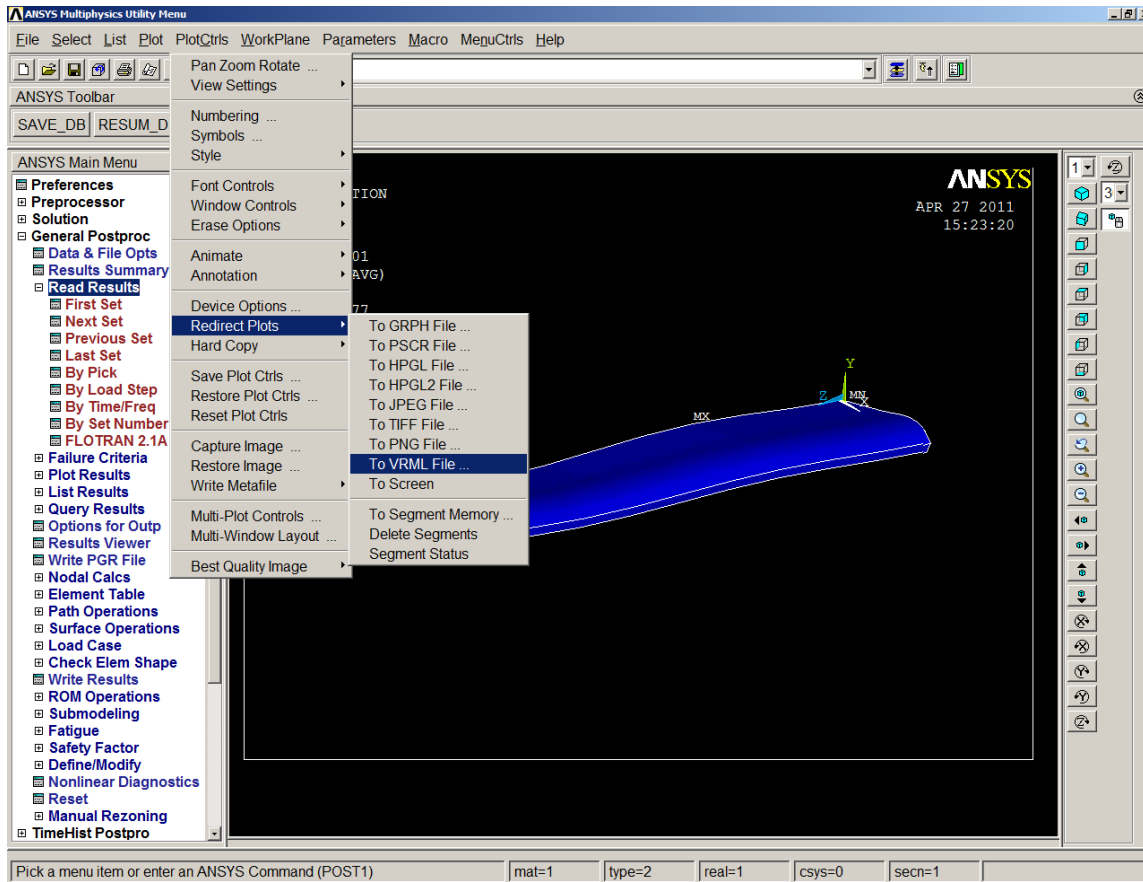 ANSYS Multiphysics Utility Menu
File Select List Plot PlotCtrls WorkPlane Parameters Macro MenuCtrls Help
ANSYS Toolbar
SAVE_DB RESUM_D
ANSYS Main Menu
Preferences
Preprocessor
Solution
General Postproc
Data & File Opts
Results Summary
Read Results
First Set
Next Set
Previous Set
Last Set
By Pick
By Load Step
By Time/Freq
By Set Number
FLOTRAN 2.1A
Failure Criteria
Plot Results
List Results
Query Results
Options for Outp
Results Viewer
Write PGR File
Nodal Calcs
Element Table
Path Operations
Surface Operations
Load Case
Check Elem Shape
Write Results
ROM Operations
Submodeling
Fatigue
Safety Factor
Define/Modify
Nonlinear Diagnostics
Reset
Manual Rezoning
TimeHist Postpro
Pan Zoom Rotate ...
View Settings
Numbering ...
Symbols ...
Style
Font Controls
Window Controls
Erase Options
Animate
Annotation
Device Options ...
Redirect Plots
Hard Copy
Save Plot Ctrls ...
Restore Plot Ctrls ...
Reset Plot Ctrls
Capture Image ...
Restore Image ...
Write Metafile
Multi-Plot Controls ...
Multi-Window Layout ...
Best Quality Image
To GRPH File ...
To PSCR File ...
To HPGL File ...
To HPGL2 File ...
To JPEG File ...
To TIFF File ...
To PNG File ...
To VRML File ...
To Screen
To Segment Memory ...
Delete Segments
Segment Status
TION
01
AVG)
77
ANSYS
APR 27 2011
15:23:20
Y
Z MN X
MX
1
3
Pick a menu item or enter an ANSYS Command (POST1) mat=1 type=2 real=1 csys=0 secn=1